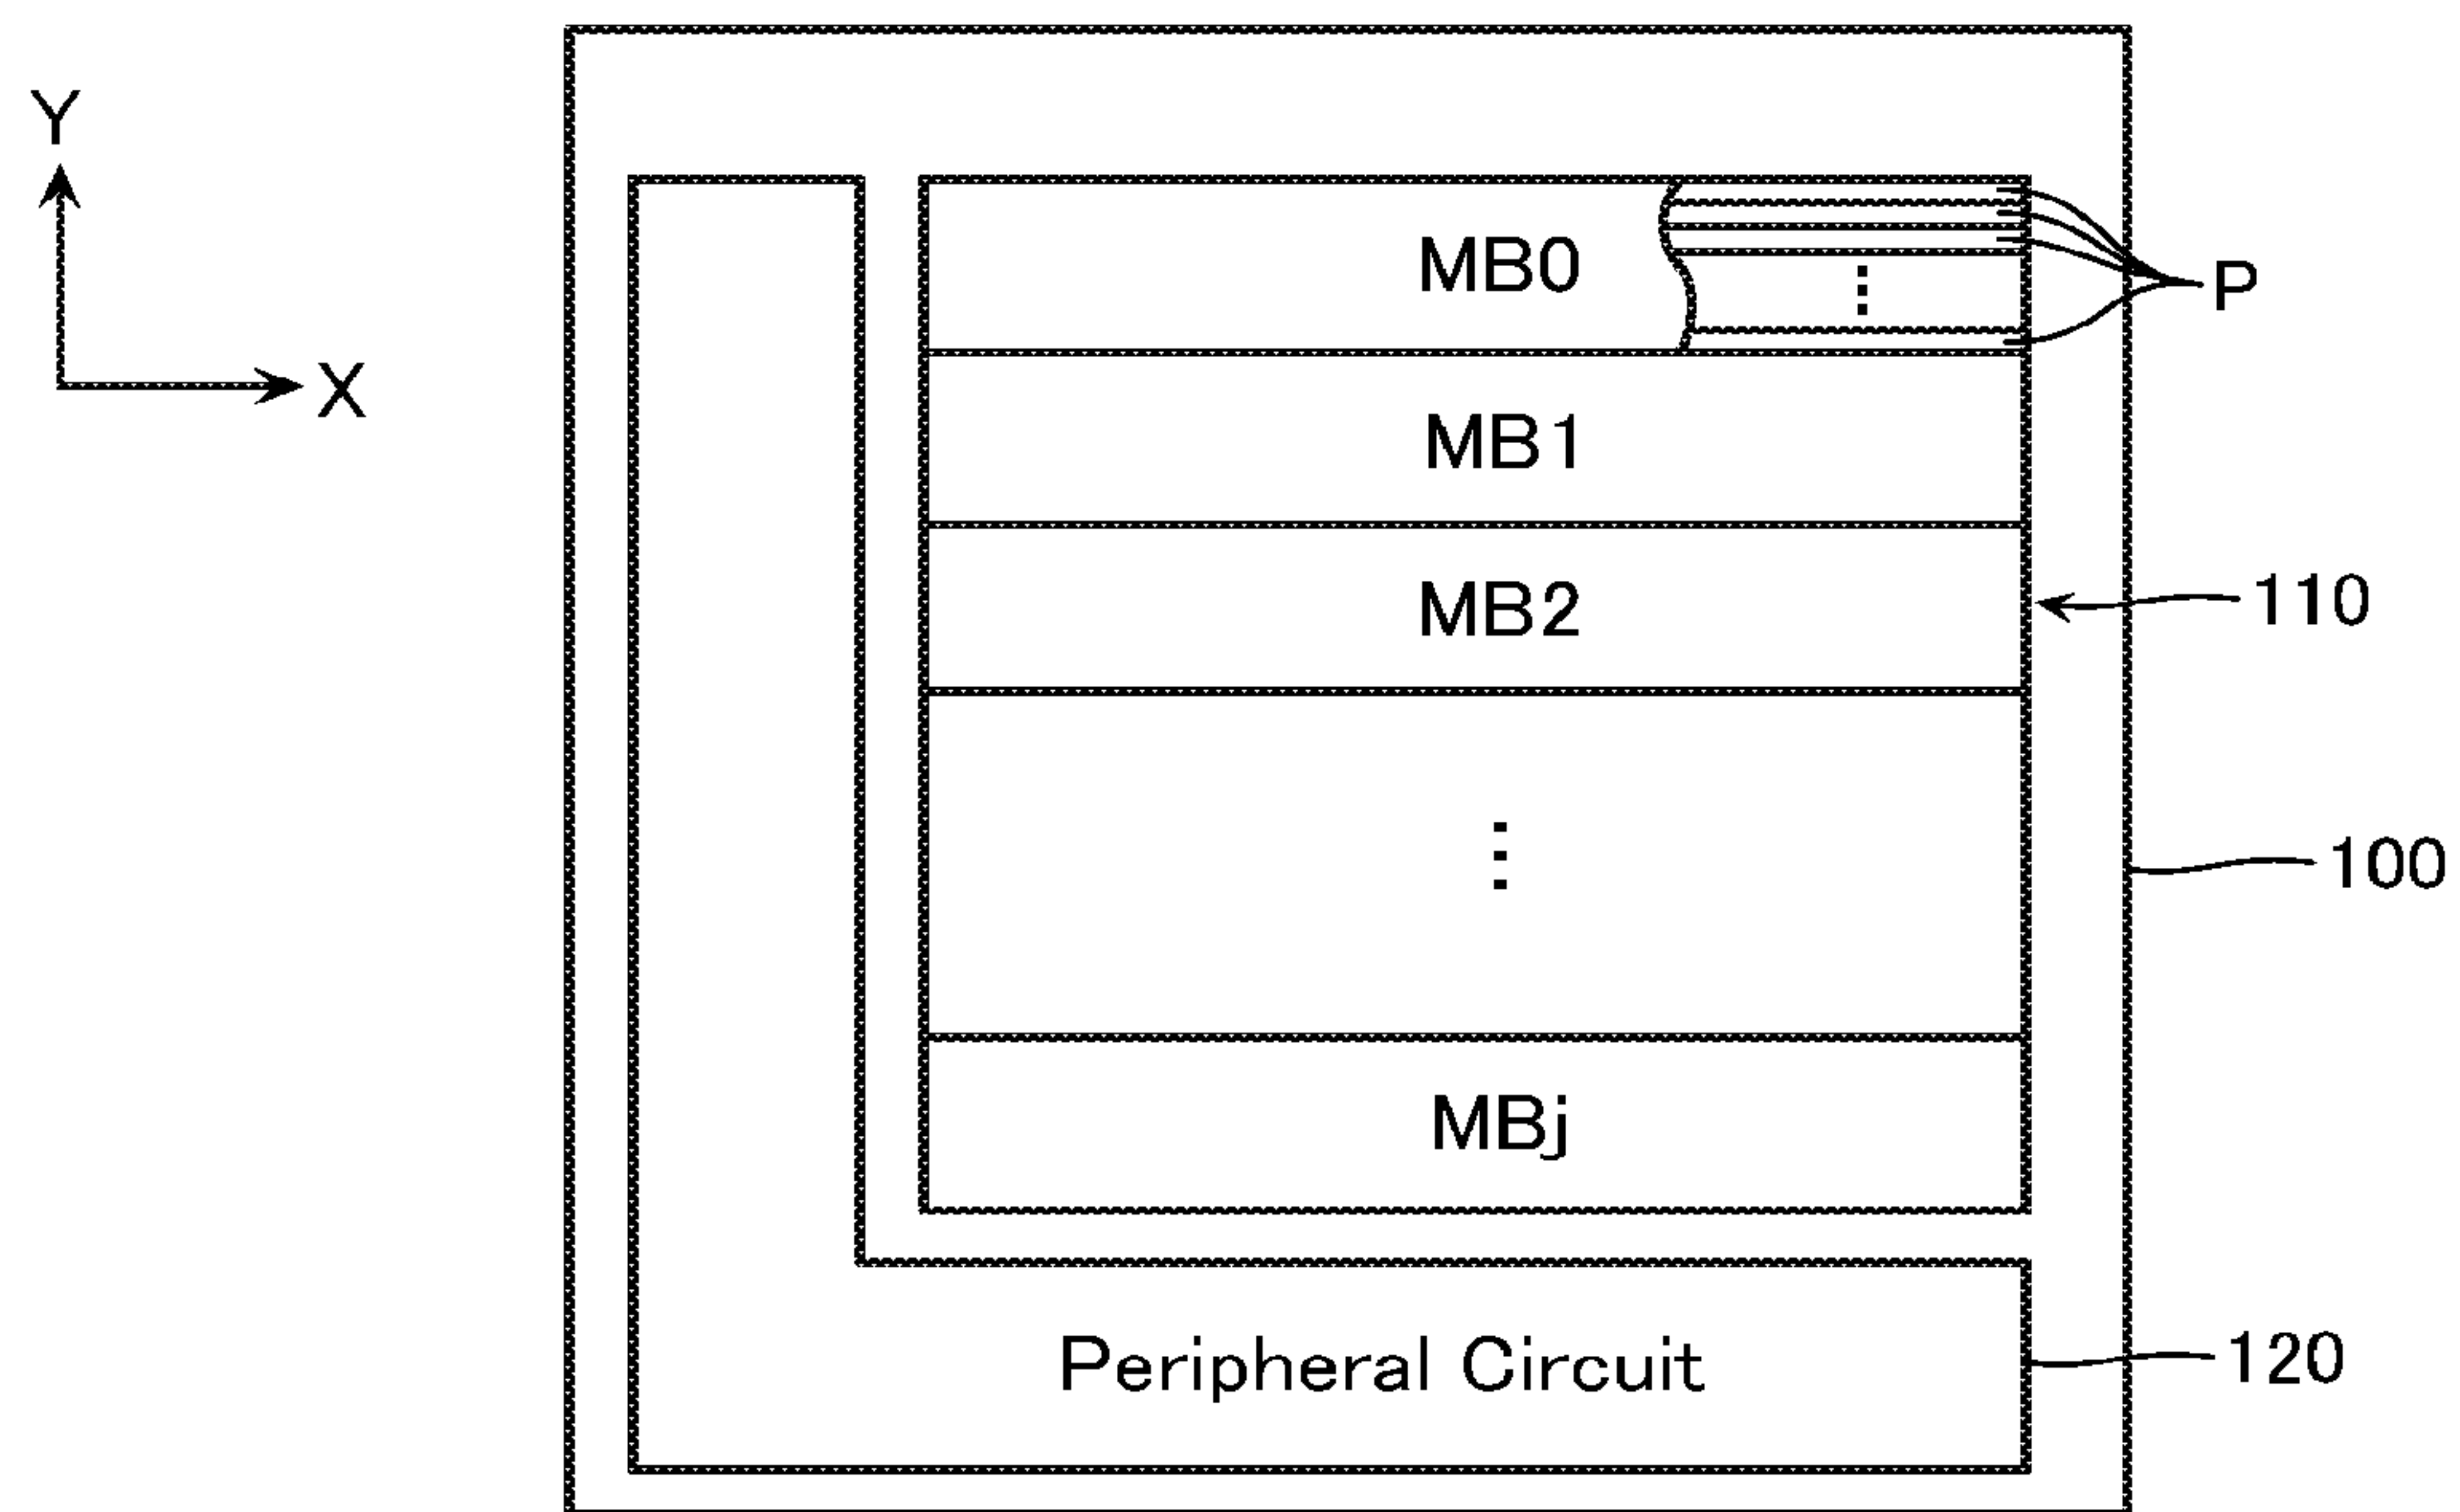 Y
X
MB0
P
MB1
MB2
110
100
MBj
Peripheral Circuit
120